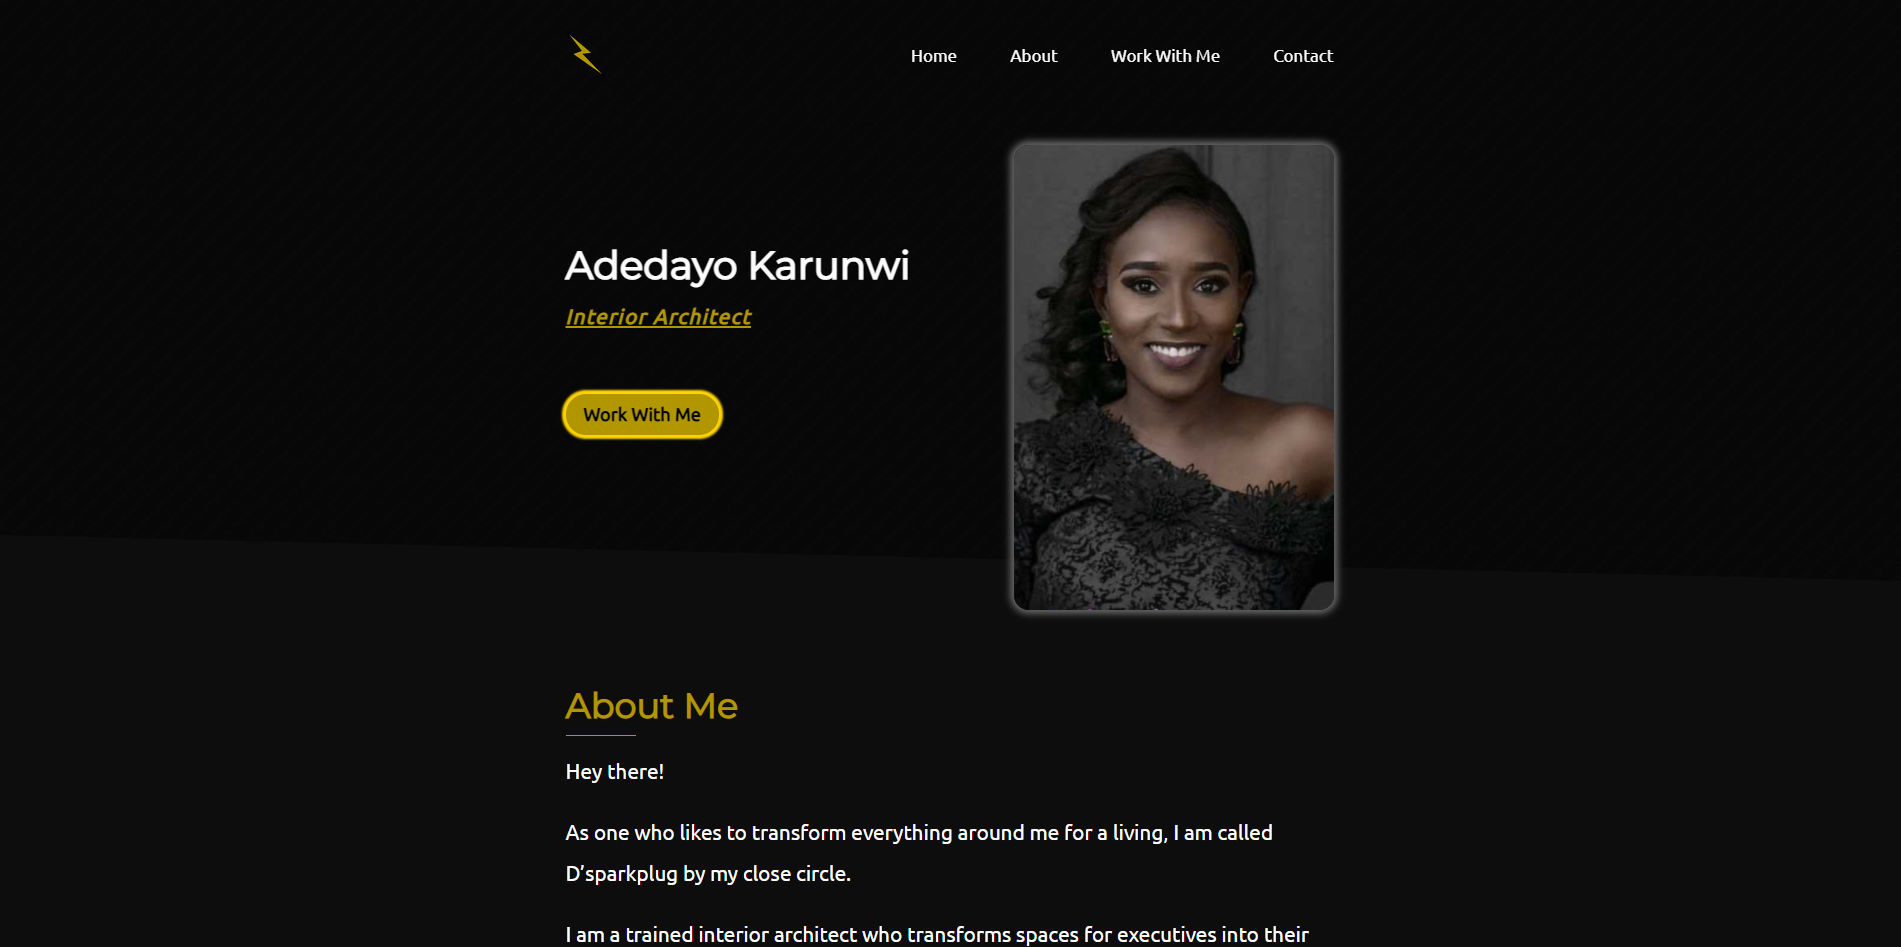 Home About Work With Me Contact
Adedayo Karunwi
Interior Architect
Work With Me
About Me
Hey there!
As one who likes to transform everything around me for a living, I am called
D’sparkplug by my close circle.
I am a trained interior architect who transforms spaces for executives into their